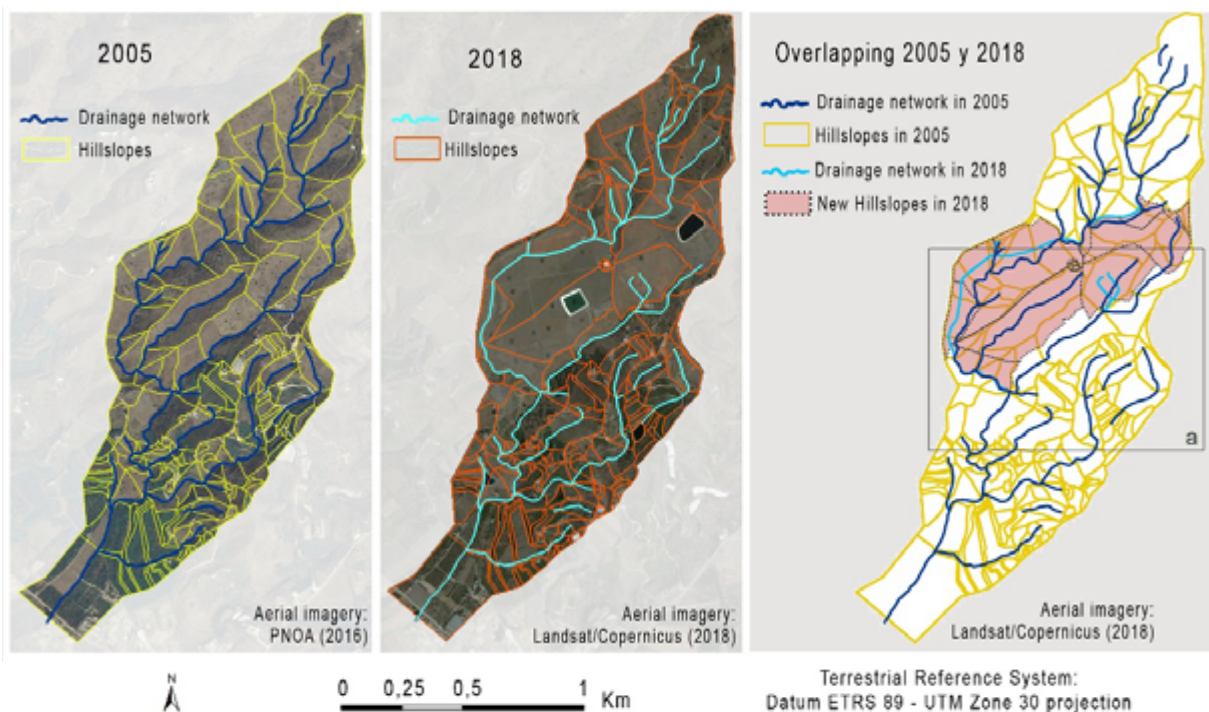 2005
Drainage network
Hillslopes
Aerial imagery:
PNOA (2016)
2018
Drainage network
Hillslopes
Aerial imagery:
Landsat/Copernicus (2018)
Overlapping 2005 y 2018
Drainage network in 2005
Hillslopes in 2005
Drainage network in 2018
New Hillslopes in 2018
a
Aerial imagery:
Landsat/Copernicus (2018)
N
0 0,25 0,5 1 Km
Terrestrial Reference System:
Datum ETRS 89 - UTM Zone 30 projection